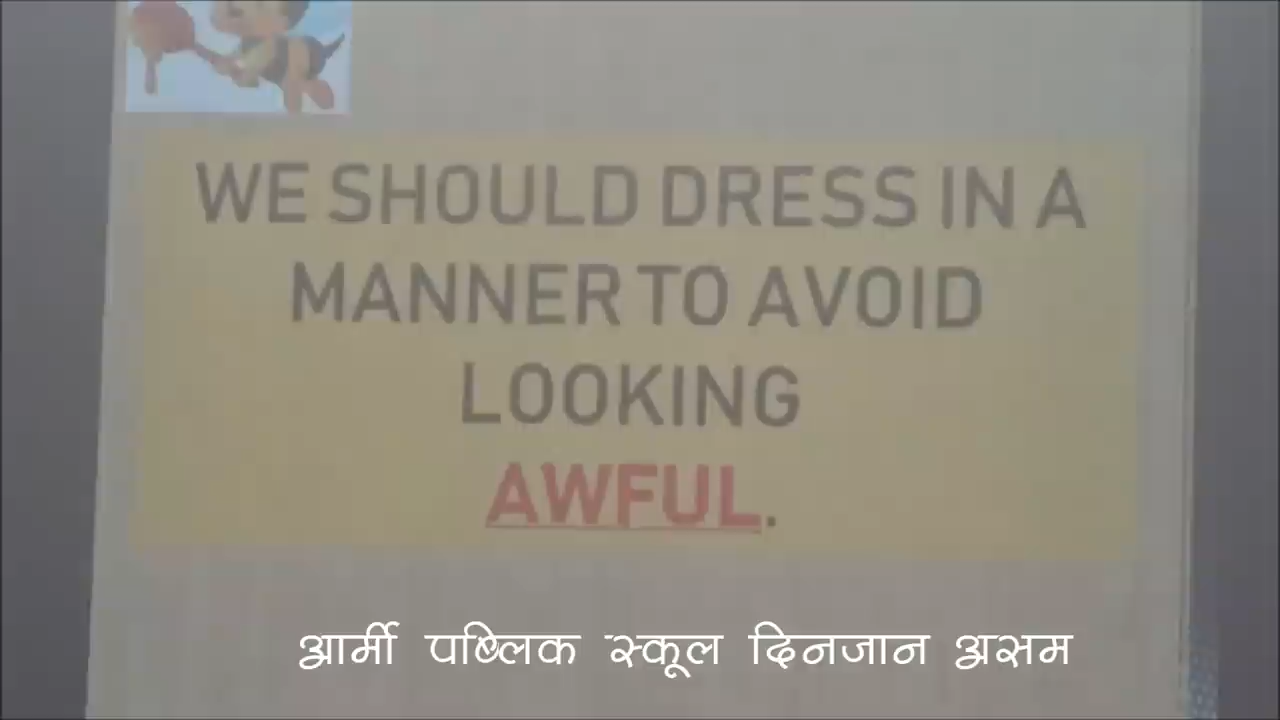 WE SHOULD DRESS IN A
MANNER TO AVOID
LOOKING
AWFUL.
आर्मी पब्लिक स्कूल दिनजान असम